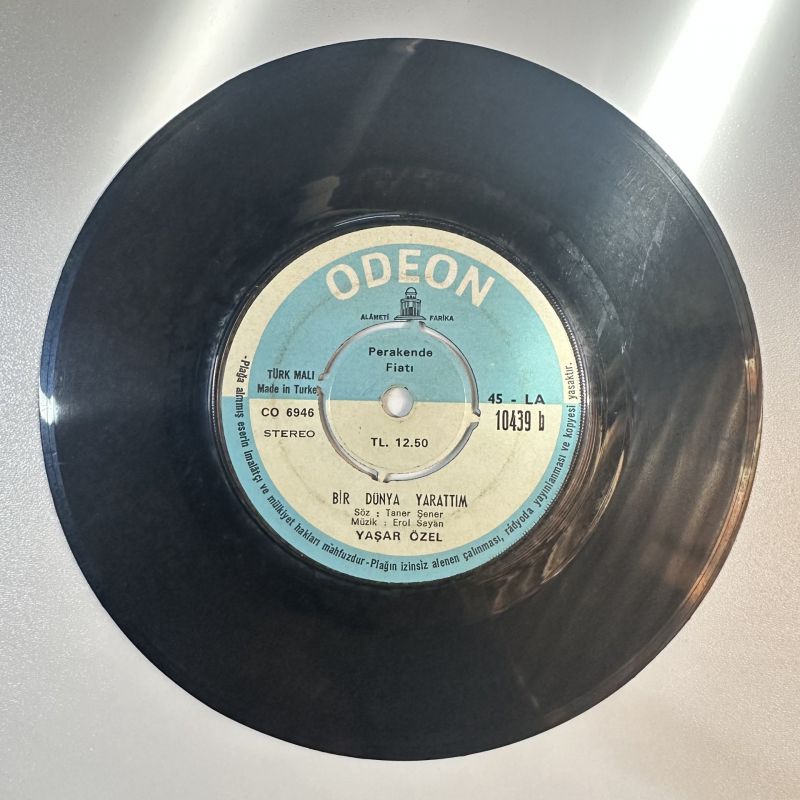 ODEON
ALÂMETİ FARİKA
Perakende
Fiatı
TÜRK MALI
Made in Turke
45 - LA
CO 6946
10439 b
STEREO
TL. 12.50
BİR DÜNYA YARATTIM
Söz : Taner Şener
Müzik : Erol Sayan
YAŞAR ÖZEL
-Plağa alınmış eserin imalâtçı ve mülkiyet hakları mahfuzdur-Plağın izinsiz alenen çalınması, radyoda yayınlanması ve kopyesi yasaktır.